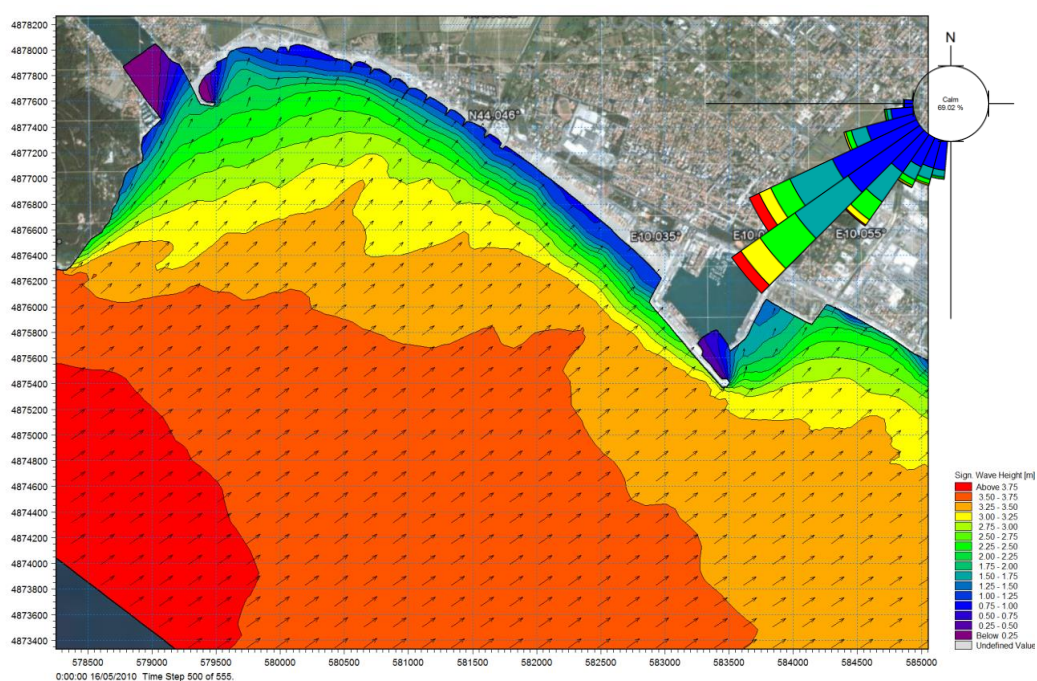 4878200
4878000
4877800
4877600
4877400
4877200
4877000
4876800
4876600
4876400
4876200
4876000
4875800
4875600
4875400
4875200
4875000
4874800
4874600
4874400
4874200
4874000
4873800
4873600
4873400
N44.046°
E10.035°
E10.0
E10.055°
N
Calm
69.02 %
578500 579000 579500 580000 580500 581000 581500 582000 582500 583000 583500 584000 584500 585000
0:00:00 16/05/2010 Time Step 500 of 555.
Sign. Wave Height [m]
Above 3.75
3.50 - 3.75
3.25 - 3.50
3.00 - 3.25
2.75 - 3.00
2.50 - 2.75
2.25 - 2.50
2.00 - 2.25
1.75 - 2.00
1.50 - 1.75
1.25 - 1.50
1.00 - 1.25
0.75 - 1.00
0.50 - 0.75
0.25 - 0.50
Below 0.25
Undefined Value